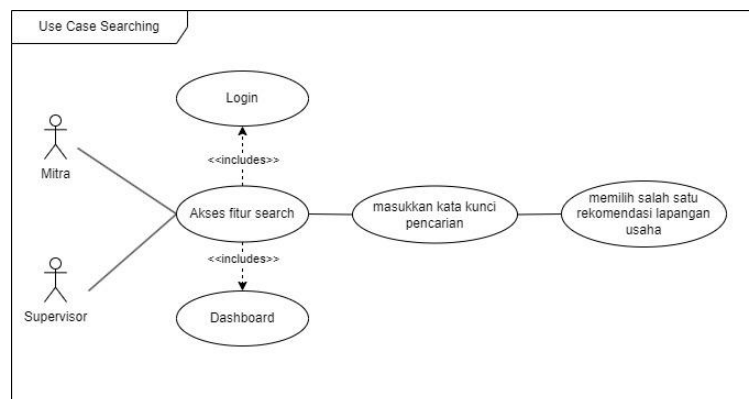 Use Case Searching
Login
<<includes>>
Mitra
Akses fitur search
masukkan kata kunci
pencarian
memilih salah satu
rekomendasi lapangan
usaha
<<includes>>
Supervisor
Dashboard